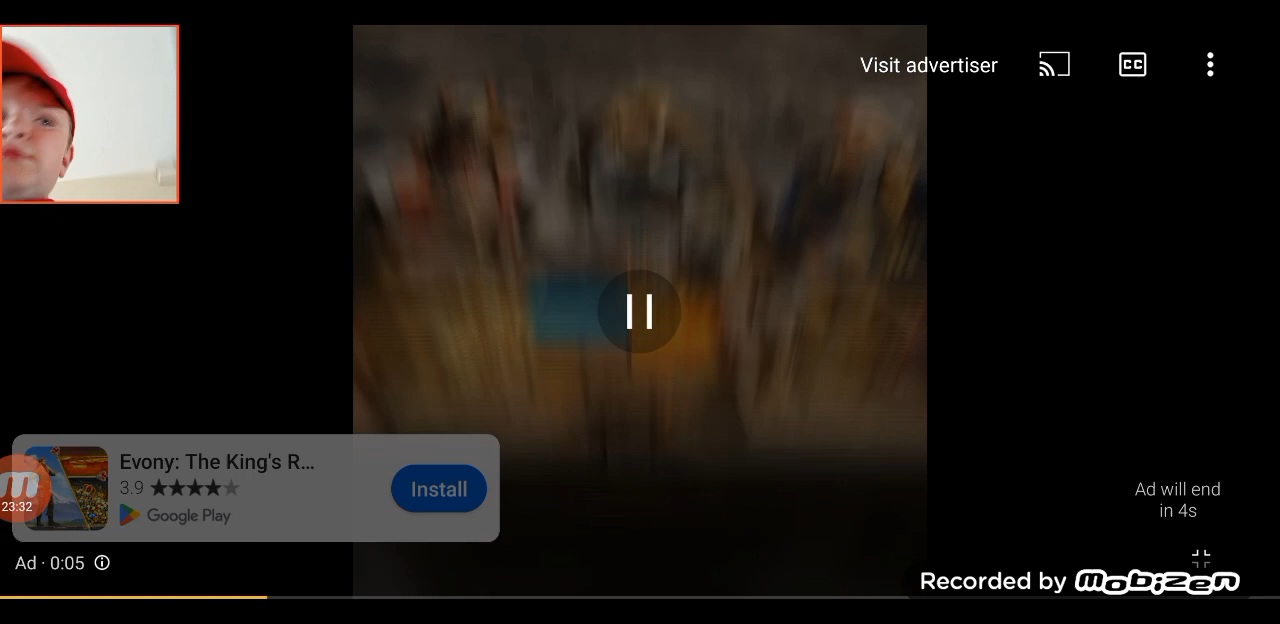 Visit advertiser
CC
Evony: The King's R...
3.9
Install
Google Play
23:32
Ad will end
in 4s
Ad · 0:05
Recorded by Mobizen